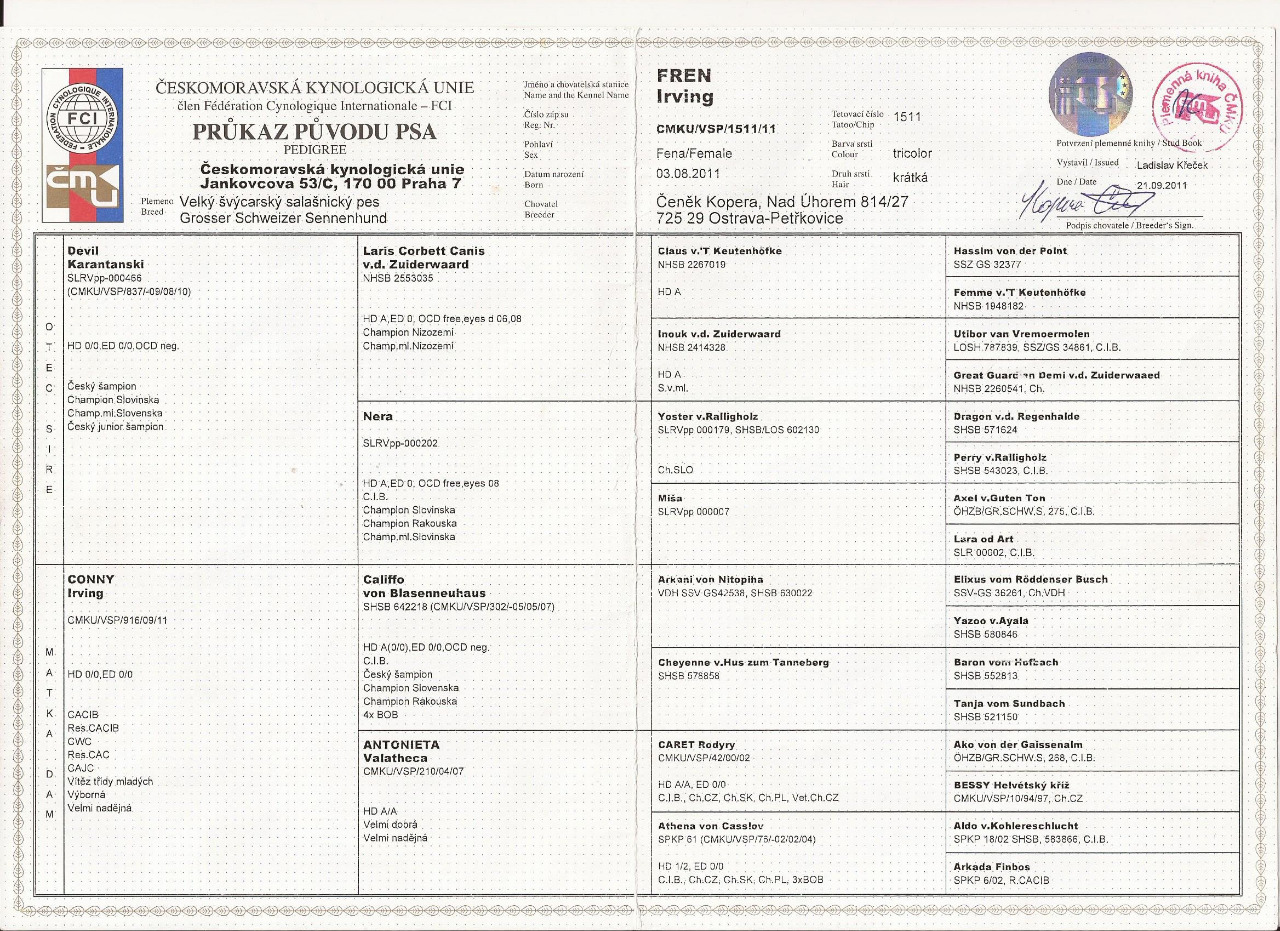 FEDERATION CYNOLOGIQUE INTERNATIONALE
FCI
ČMKU
ČESKOMORAVSKÁ KYNOLOGICKÁ UNIE
člen Fédération Cynologique Internationale – FCI
PRŮKAZ PŮVODU PSA
PEDIGREE
Českomoravská kynologická unie
Jankovcova 53/C, 170 00 Praha 7
Plemeno
Breed
Velký švýcarský salašnický pes
Grosser Schweizer Sennenhund
Jméno a chovatelská stanice
Name and the Kennel Name
FREN
Irving
Číslo zápisu
Reg. Nr.
CMKU/VSP/1511/11
Tetovací číslo
Tatoo/Chip
1511
Pohlaví
Sex
Fena/Female
Barva srsti
Colour
tricolor
Datum narození
Born
03.08.2011
Druh srsti
Hair
krátká
Chovatel
Breeder
Čeněk Kopera, Nad Úhorem 814/27
725 29 Ostrava-Petřkovice
Plemenná kniha ČMKU
Potvrzení plemenné knihy / Stud Book
Vystavil / Issued
Ladislav Křeček
Dne / Date
21.09.2011
Podpis chovatele / Breeder's Sign.
OTEC SIRE
Devil
Karantanski
SLRVpp-000465
(CMKU/VSP/837/-09/08/10)
HD 0/0,ED 0/0,OCD neg.
Český šampion
Champion Slovinska
Champ.ml.Slovenska
Český junior.šampion
Laris Corbett Canis
v.d. Zuiderwaard
NHSB 2553035
HD A,ED 0, OCD free,eyes d 06,08
Champion Nizozemí
Champ.ml.Nizozemí
Nera
SLRVpp-000202
HD A,ED 0, OCD free,eyes 08
C.I.B.
Champion Slovinska
Champion Rakouska
Champ.ml.Slovinska
Claus v.'T Keutenhöfke
NHSB 2267019
HD A
Inouk v.d. Zuiderwaard
NHSB 2414328
HD A
S.v.ml.
Yoster v.Ralligholz
SLRVpp 000179, SHSB/LOS 602130
Ch.SLO
Miša
SLRVpp 000007
Hassim von der Point
SSZ GS 32377
Femme v.'T Keutenhöfke
NHSB 1948182
Utibor van Vremoermolen
LOSH 787839, SSZ/GS 34861, C.I.B.
Great Guardian Demi v.d. Zuiderwaaed
NHSB 2260541, Ch.
Dragon v.d. Regenhalde
SHSB 571624
Perry v.Ralligholz
SHSB 543023, C.I.B.
Axel v.Guten Ton
ÖHZB/GR.SCHW.S, 275, C.I.B.
Lara od Art
SLR 00002, C.I.B.
MATKA DAM
CONNY
Irving
CMKU/VSP/916/09/11
HD 0/0,ED 0/0
CACIB
Res.CACIB
CWC
Res.CAC
CAJC
Vítěz třídy mladých
Výborná
Velmi nadějná
Califfo
von Blasenneuhaus
SHSB 642218 (CMKU/VSP/302/-05/05/07)
HD A(0/0),ED 0/0,OCD neg.
C.I.B.
Český šampion
Champion Slovenska
Champion Rakouska
4x BOB
ANTONIETA
Valatheca
CMKU/VSP/210/04/07
HD A/A
Velmi dobrá
Velmi nadějná
Arkani von Nitopiha
VDH SSV GS42538, SHSB 630022
Cheyenne v.Hus zum Tanneberg
SHSB 578858
CARET Rodyry
CMKU/VSP/42/00/02
HD A/A, ED 0/0
C.I.B., Ch.CZ, Ch.SK, Ch.PL, Vet.Ch.CZ
Athena von Casslov
SPKP 61 (CMKU/VSP/75/-02/02/04)
HD 1/2, ED 0/0
C.I.B., Ch.CZ, Ch.SK, Ch.PL, 3xBOB
Elixus vom Röddenser Busch
SSV-GS 36261, Ch.VDH
Yazoo v.Ayala
SHSB 580846
Baron vom Hofbach
SHSB 552813
Tanja vom Sundbach
SHSB 521150
Ako von der Gaissenalm
ÖHZB/GR.SCHW.S, 268, C.I.B.
BESSY Helvétský kříž
CMKU/VSP/10/94/97, Ch.CZ
Aldo v.Kohlereschlucht
SPKP 18/02 SHSB, 583866, C.I.B.
Arkada Finbos
SPKP 6/02, R.CACIB